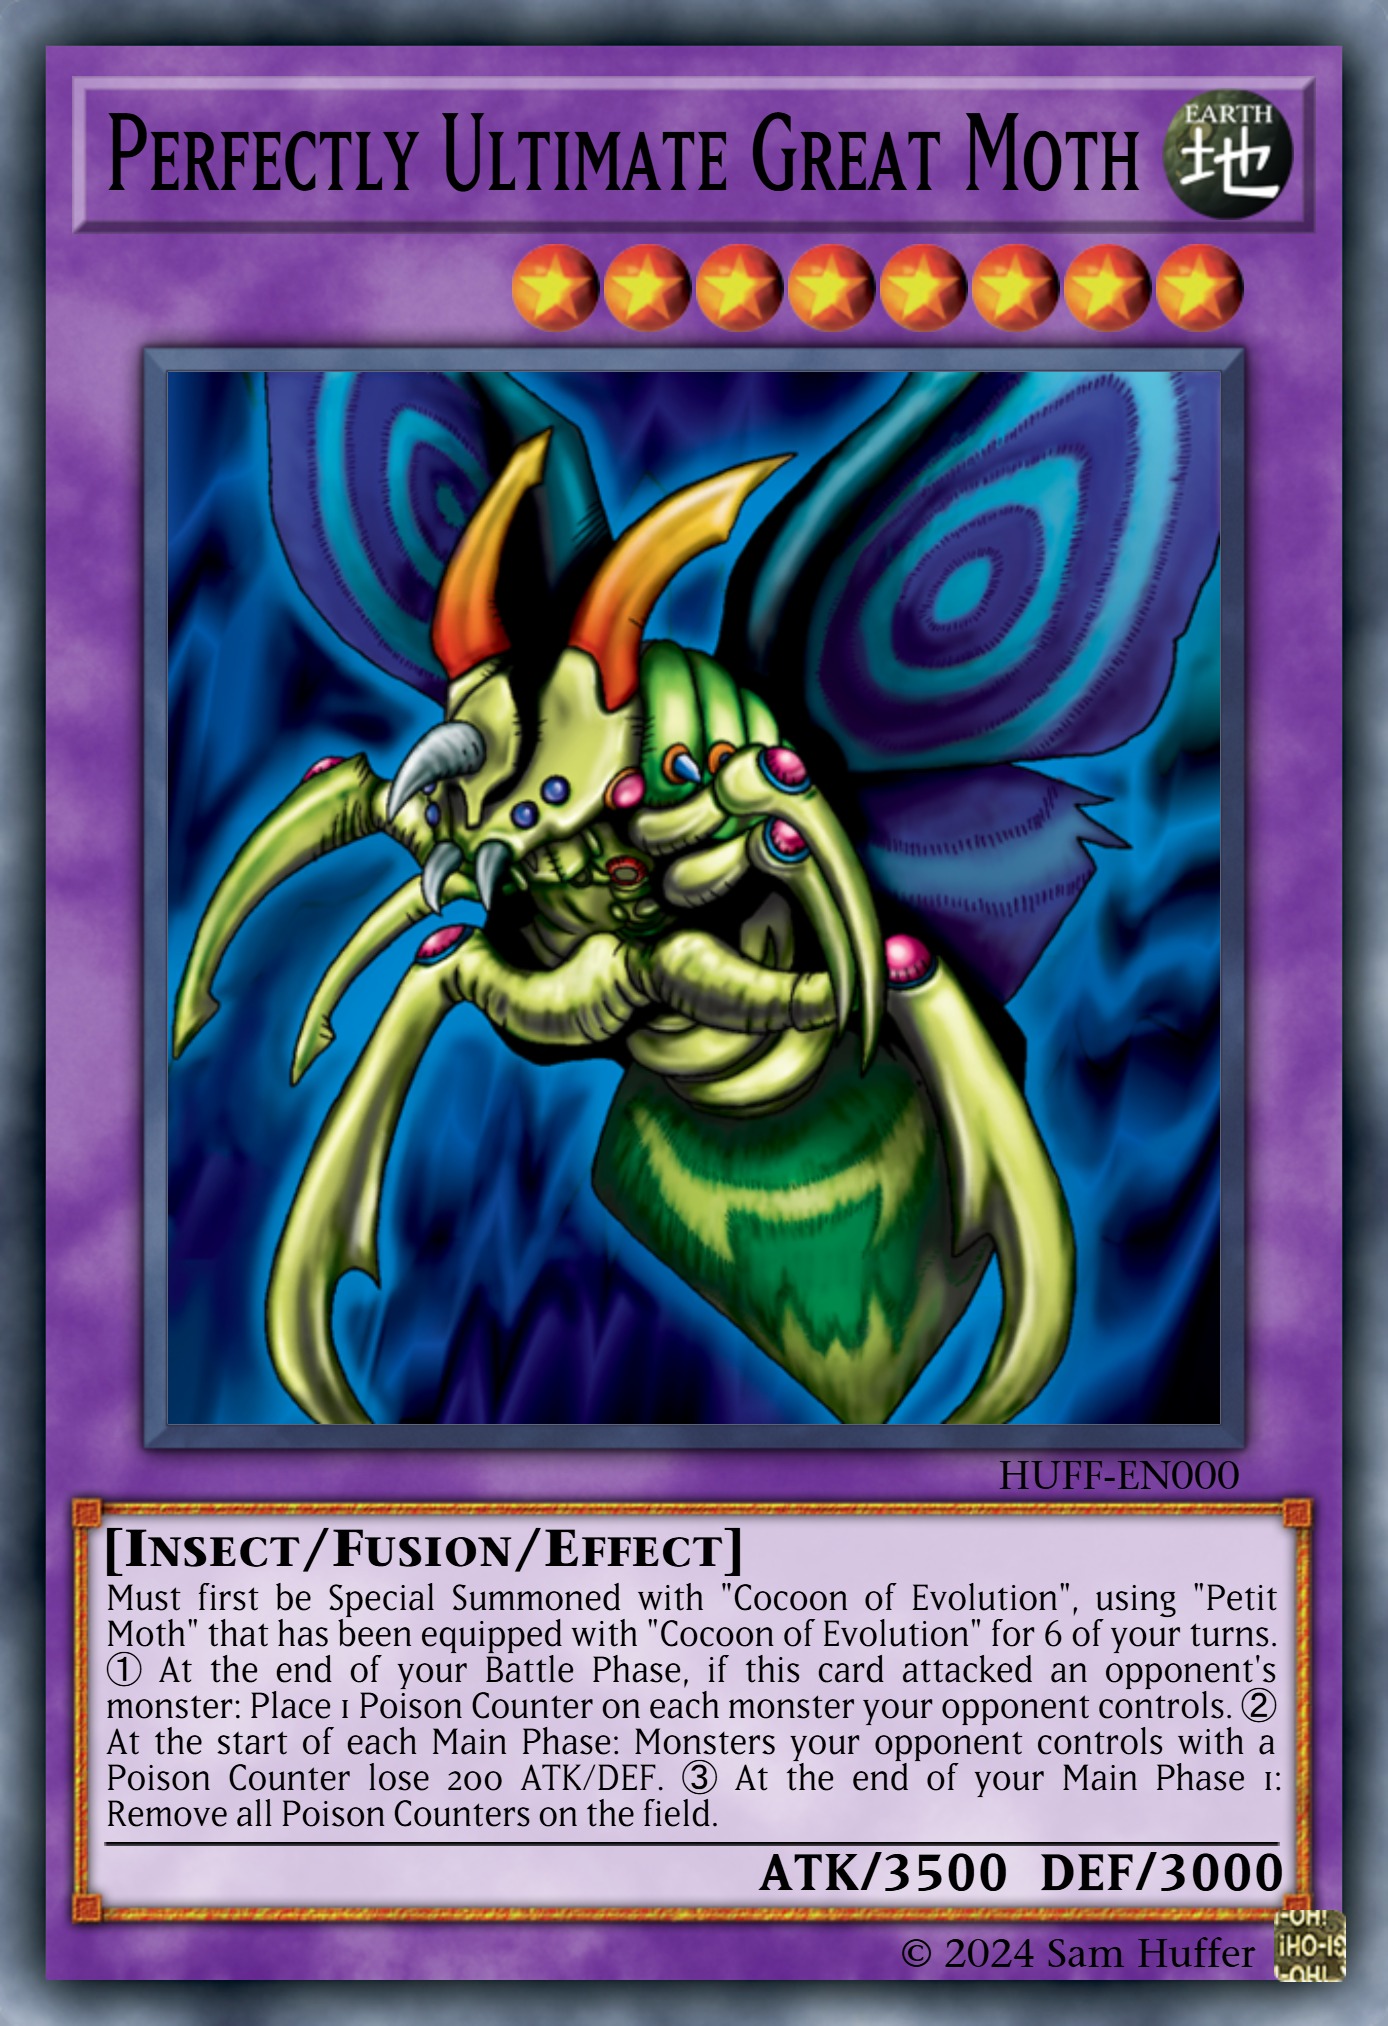 Perfectly Ultimate Great Moth
EARTH
地
HUFF-EN000
[Insect/Fusion/Effect]
Must first be Special Summoned with "Cocoon of Evolution", using "Petit
Moth" that has been equipped with "Cocoon of Evolution" for 6 of your turns.
① At the end of your Battle Phase, if this card attacked an opponent's
monster: Place 1 Poison Counter on each monster your opponent controls. ②
At the start of each Main Phase: Monsters your opponent controls with a
Poison Counter lose 200 ATK/DEF. ③ At the end of your Main Phase 1:
Remove all Poison Counters on the field.
ATK/3500 DEF/3000
© 2024 Sam Huffer